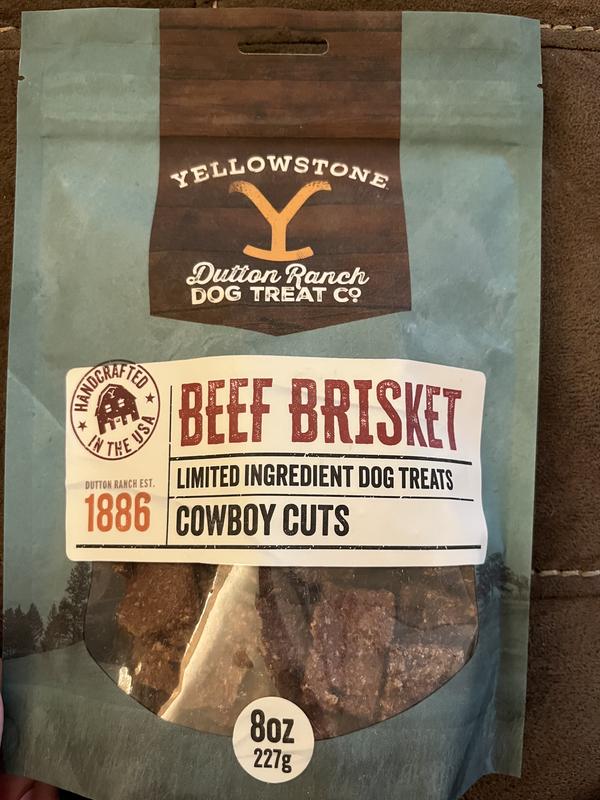 YELLOWSTONE
Y
Dutton Ranch
DOG TREAT CO
HANDCRAFTED
IN THE USA
DUTTON RANCH EST.
1886
BEEF BRISKET
LIMITED INGREDIENT DOG TREATS
COWBOY CUTS
8oz
227g